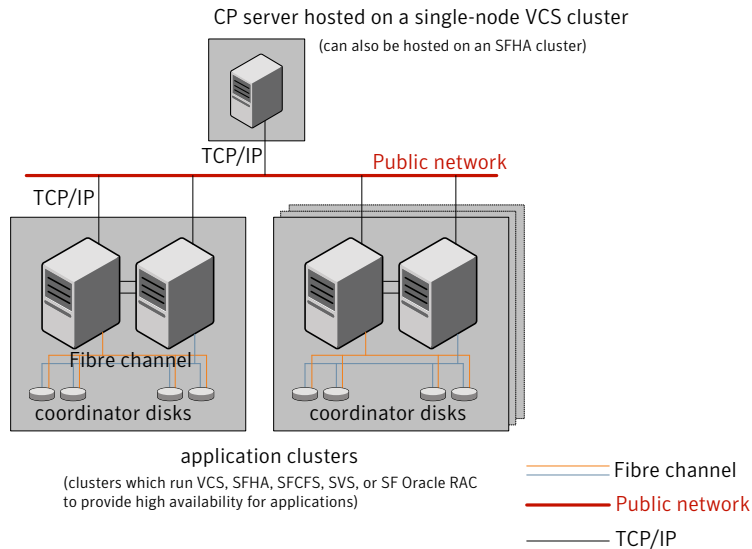 CP server hosted on a single-node VCS cluster
(can also be hosted on an SFHA cluster)
TCP/IP
Public network
TCP/IP
Fibre channel
coordinator disks
coordinator disks
application clusters
(clusters which run VCS, SFHA, SFCFS, SVS, or SF Oracle RAC
to provide high availability for applications)
Fibre channel
Public network
TCP/IP